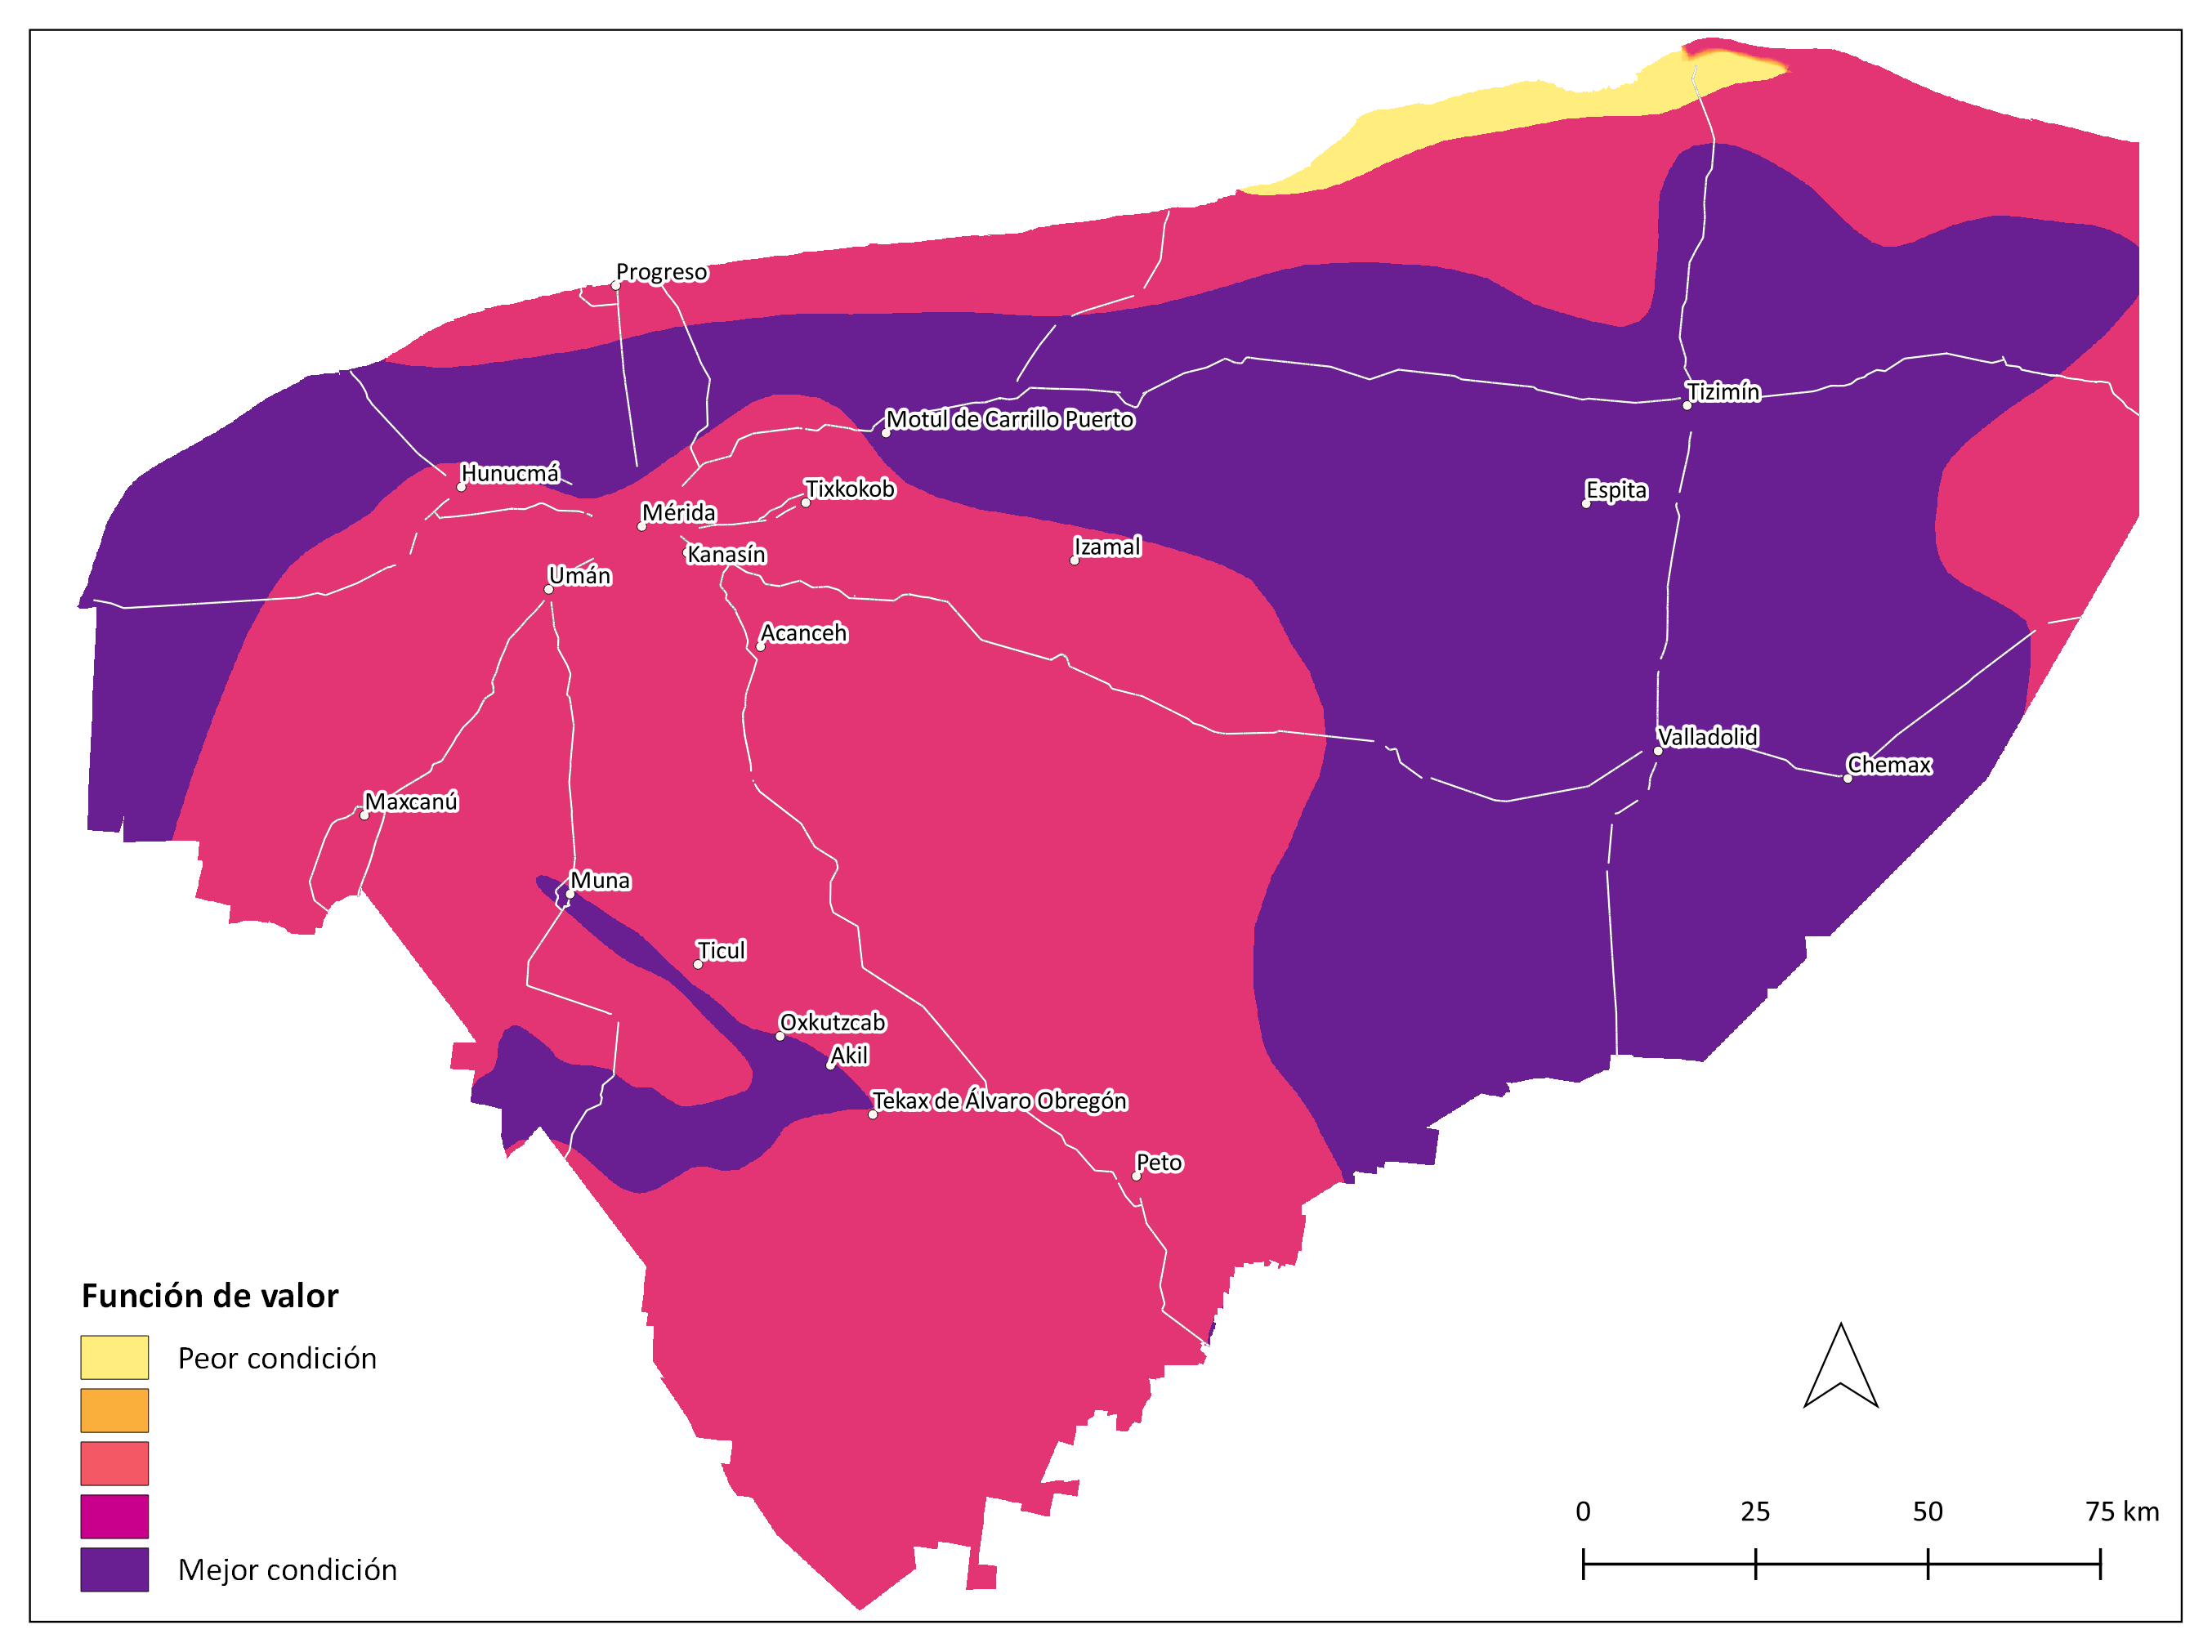 Progreso
Tizimín
Motul de Carrillo Puerto
Hunucmá
Tixkokob
Espita
Mérida
Izamal
Kanasín
Umán
Acanceh
Valladolid
Chemax
Maxcanú
Muna
Ticul
Oxkutzcab
Akil
Tekax de Álvaro Obregón
Peto
Función de valor
Peor condición
Mejor condición
0 25 50 75 km